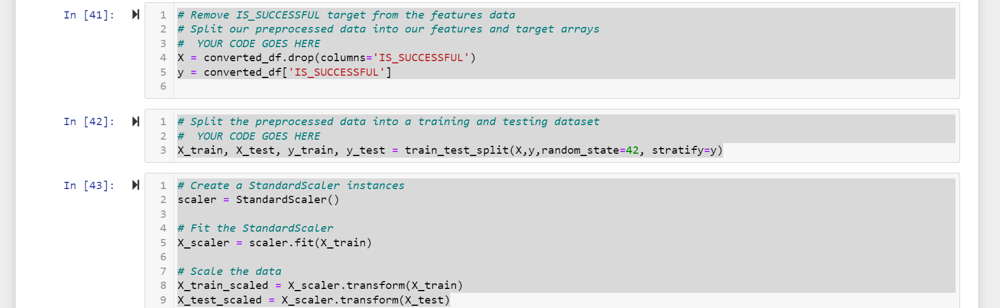 In [41]:
1 # Remove IS_SUCCESSFUL target from the features data
2 # Split our preprocessed data into our features and target arrays
3 #  YOUR CODE GOES HERE
4 X = converted_df.drop(columns='IS_SUCCESSFUL')
5 y = converted_df['IS_SUCCESSFUL']
6
In [42]:
1 # Split the preprocessed data into a training and testing dataset
2 #  YOUR CODE GOES HERE
3 X_train, X_test, y_train, y_test = train_test_split(X,y,random_state=42, stratify=y)
In [43]:
1 # Create a StandardScaler instances
2 scaler = StandardScaler()
3
4 # Fit the StandardScaler
5 X_scaler = scaler.fit(X_train)
6
7 # Scale the data
8 X_train_scaled = X_scaler.transform(X_train)
9 X_test_scaled = X_scaler.transform(X_test)